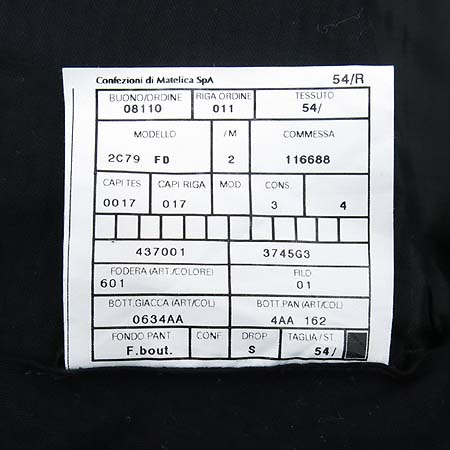 Confezioni di Matelica SpA 54/R
BUONO/ORDINE RIGA ORDINE TESSUTO
08110 011 54/
MODELLO /M COMMESSA
2C79 FD 2 116688
CAPI TES CAPI RIGA MOD. CONS.
0017 017 3 4
437001 3745G3
FODERA (ART./COLORE) FILO
601 01
BOTT.GIACCA (ART/COL) BOTT.PAN (ART/COL)
0634AA 4AA 162
FONDO PANT CONF DROP TAGLIA/ST
F.bout. S 54/